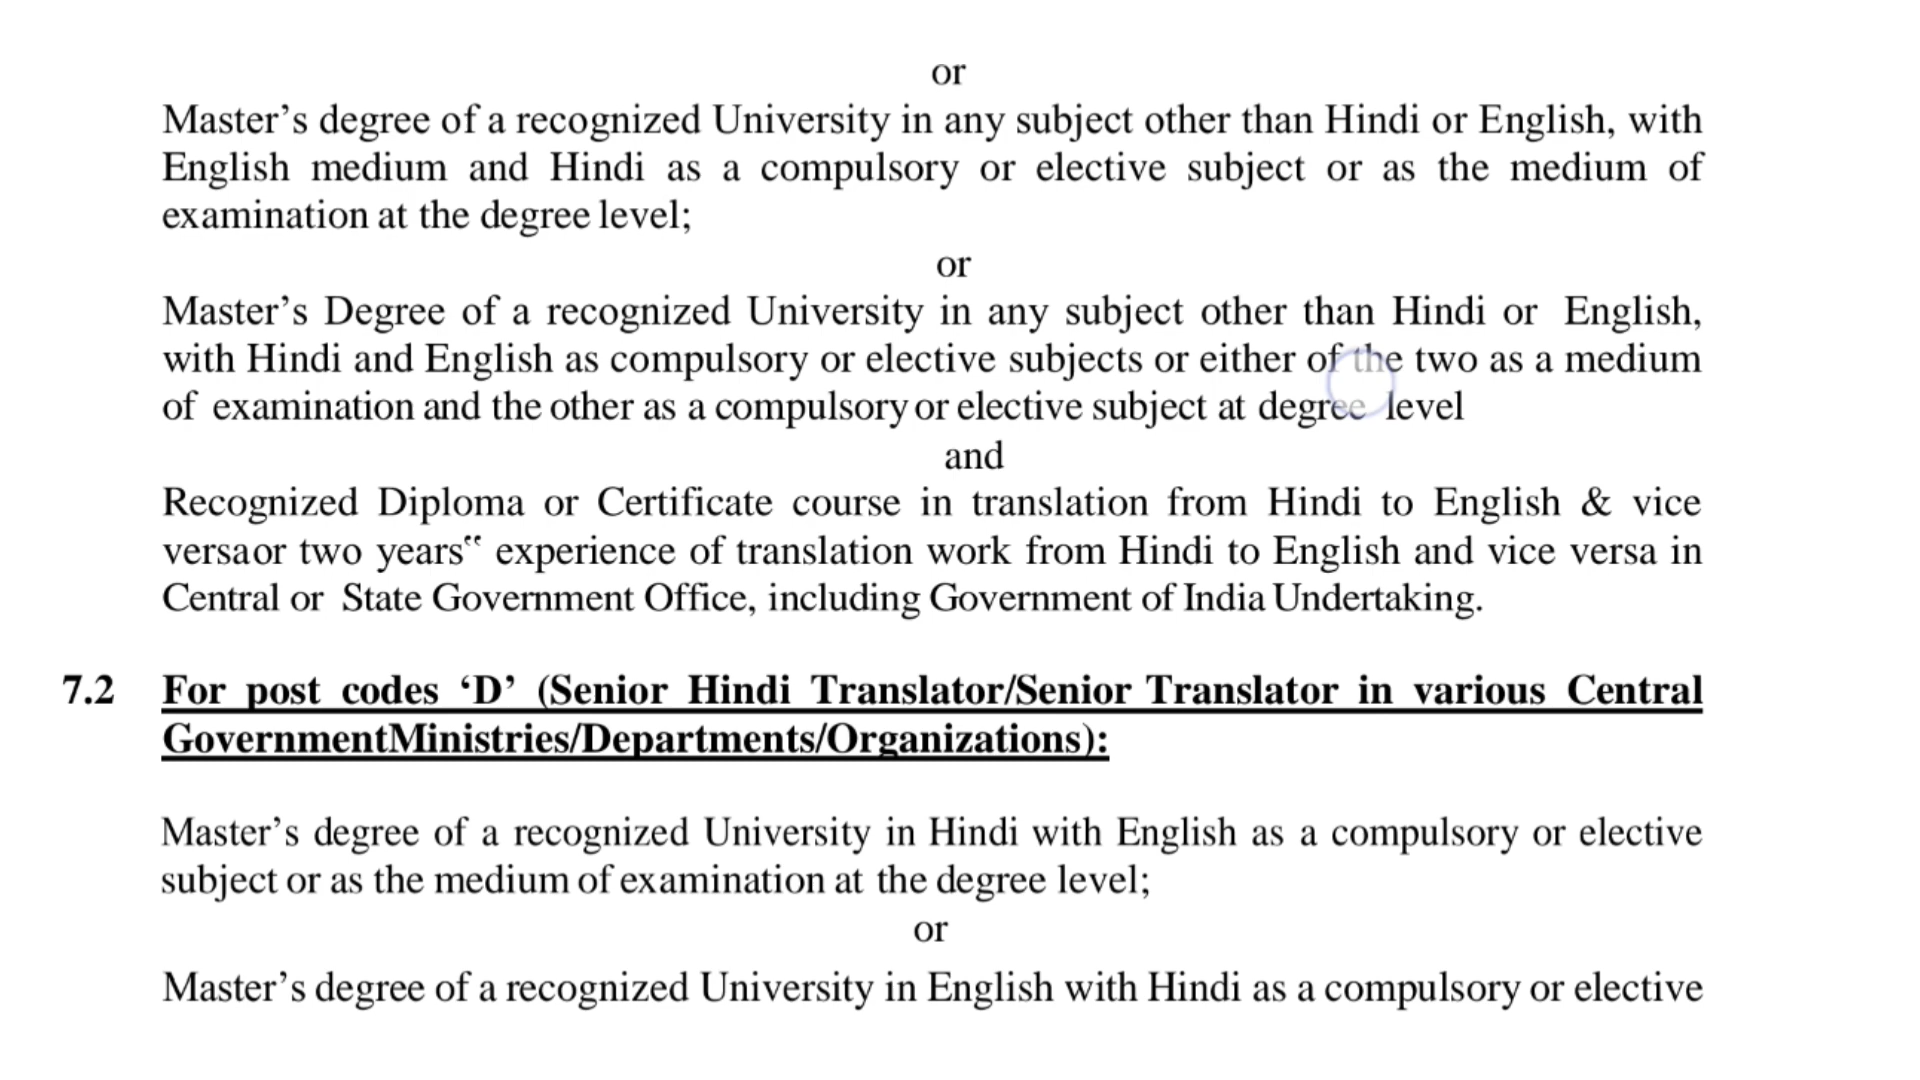 or
Master’s degree of a recognized University in any subject other than Hindi or English, with
English medium and Hindi as a compulsory or elective subject or as the medium of
examination at the degree level;
or
Master’s Degree of a recognized University in any subject other than Hindi or English,
with Hindi and English as compulsory or elective subjects or either of the two as a medium
of examination and the other as a compulsory or elective subject at degree level
and
Recognized Diploma or Certificate course in translation from Hindi to English & vice
versaor two years‟ experience of translation work from Hindi to English and vice versa in
Central or State Government Office, including Government of India Undertaking.
7.2 For post codes ‘D’ (Senior Hindi Translator/Senior Translator in various Central
GovernmentMinistries/Departments/Organizations):
Master’s degree of a recognized University in Hindi with English as a compulsory or elective
subject or as the medium of examination at the degree level;
or
Master’s degree of a recognized University in English with Hindi as a compulsory or elective